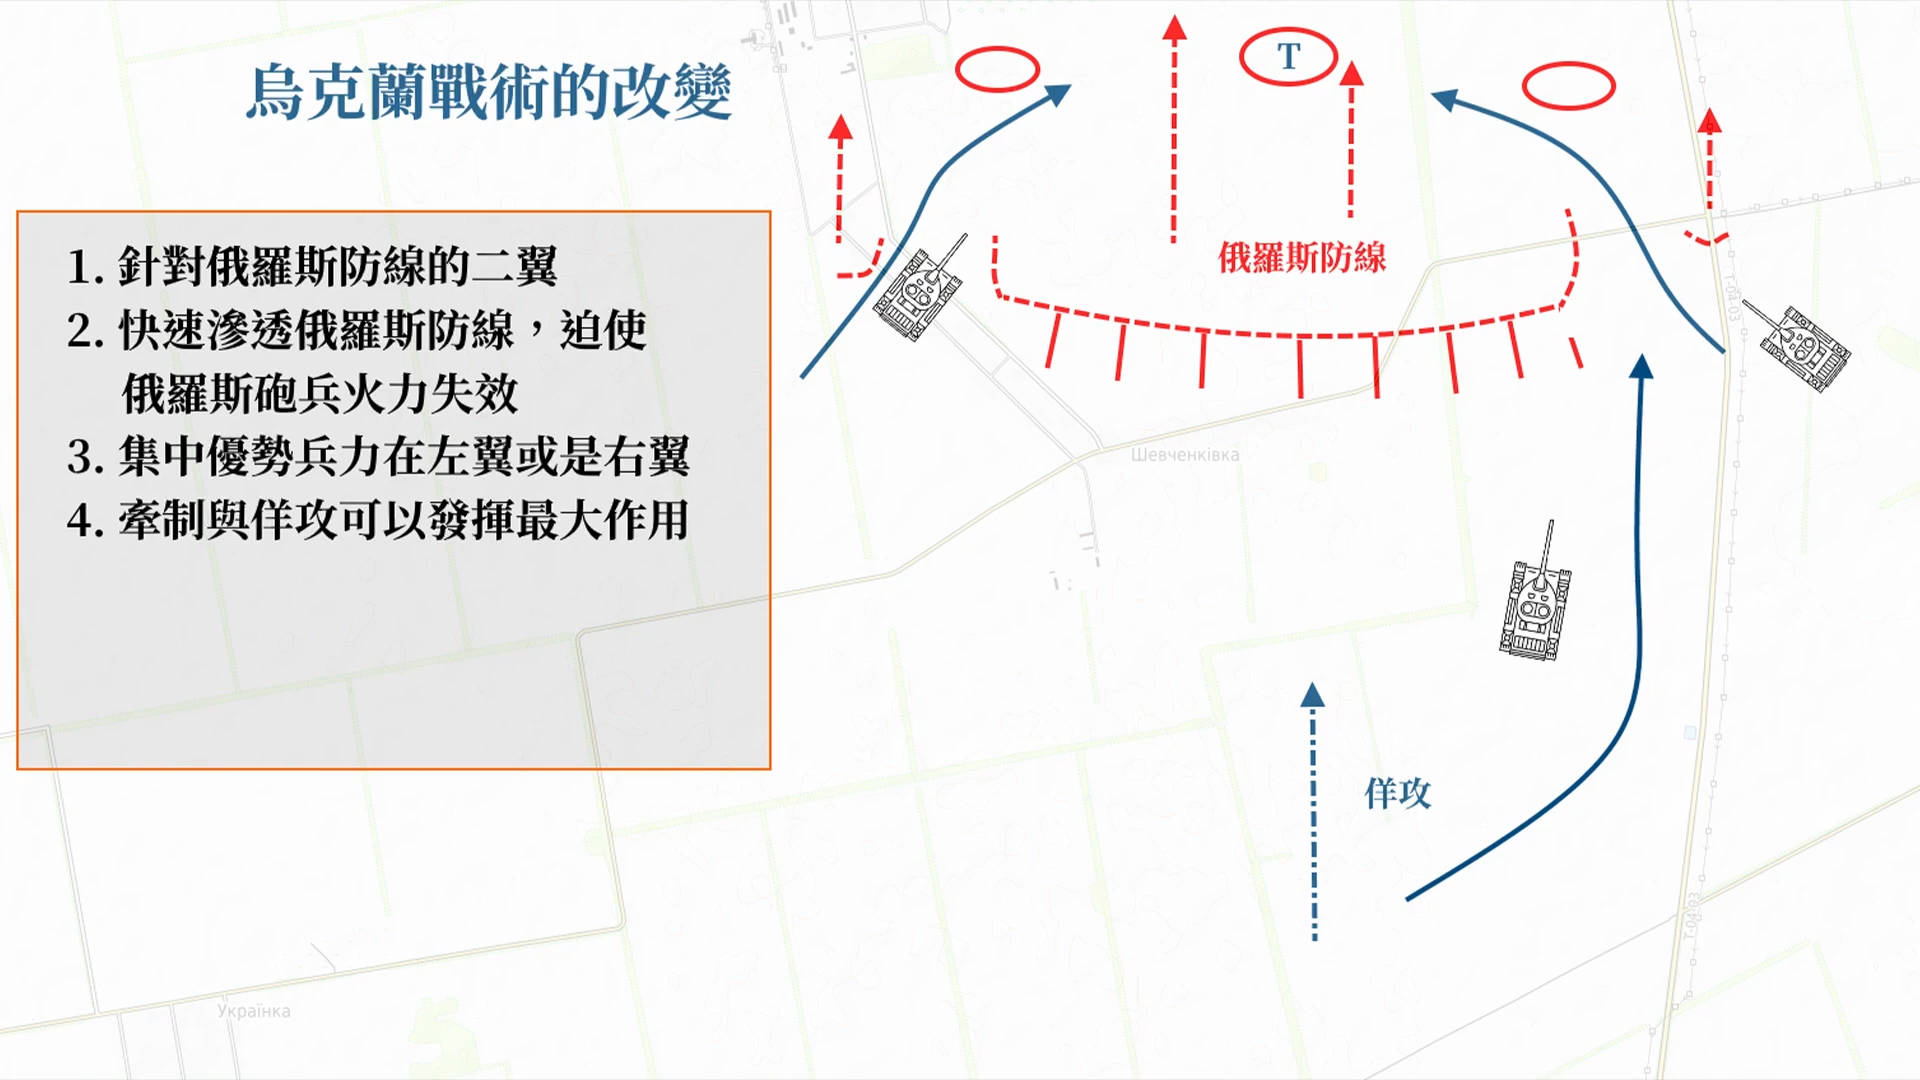 烏克蘭戰術的改變
1. 針對俄羅斯防線的二翼
2. 快速滲透俄羅斯防線，迫使
俄羅斯砲兵火力失效
3. 集中優勢兵力在左翼或是右翼
4. 牽制與佯攻可以發揮最大作用
T
俄羅斯防線
Т-04-03
Шевченківка
佯攻
Т-04-03
Українка